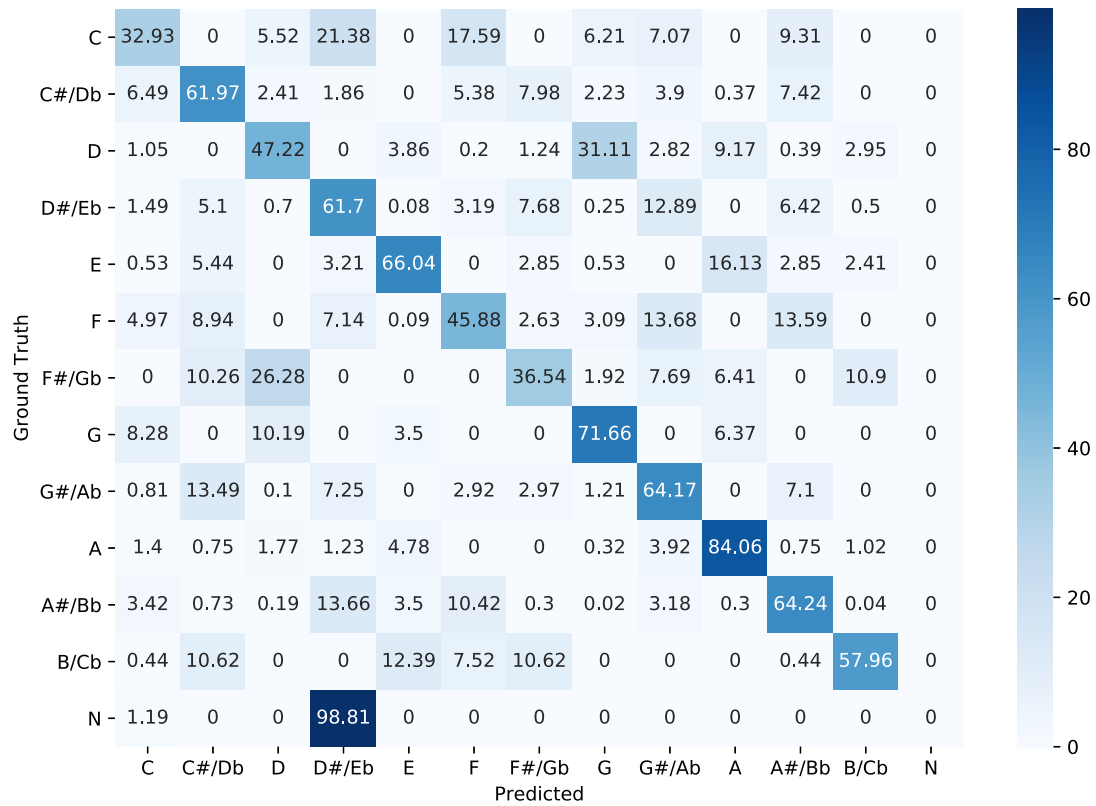 C 32.93 0 5.52 21.38 0 17.59 0 6.21 7.07 0 9.31 0 0
C#/Db 6.49 61.97 2.41 1.86 0 5.38 7.98 2.23 3.9 0.37 7.42 0 0
D 1.05 0 47.22 0 3.86 0.2 1.24 31.11 2.82 9.17 0.39 2.95 0
80
D#/Eb 1.49 5.1 0.7 61.7 0.08 3.19 7.68 0.25 12.89 0 6.42 0.5 0
E 0.53 5.44 0 3.21 66.04 0 2.85 0.53 0 16.13 2.85 2.41 0
60
F 4.97 8.94 0 7.14 0.09 45.88 2.63 3.09 13.68 0 13.59 0 0
Ground Truth
F#/Gb 0 10.26 26.28 0 0 0 36.54 1.92 7.69 6.41 0 10.9 0
G 8.28 0 10.19 0 3.5 0 0 71.66 0 6.37 0 0 0
40
G#/Ab 0.81 13.49 0.1 7.25 0 2.92 2.97 1.21 64.17 0 7.1 0 0
A 1.4 0.75 1.77 1.23 4.78 0 0 0.32 3.92 84.06 0.75 1.02 0
A#/Bb 3.42 0.73 0.19 13.66 3.5 10.42 0.3 0.02 3.18 0.3 64.24 0.04 0
20
B/Cb 0.44 10.62 0 0 12.39 7.52 10.62 0 0 0 0.44 57.96 0
N 1.19 0 0 98.81 0 0 0 0 0 0 0 0 0
0
C C#/Db D D#/Eb E F F#/Gb G G#/Ab A A#/Bb B/Cb N
Predicted